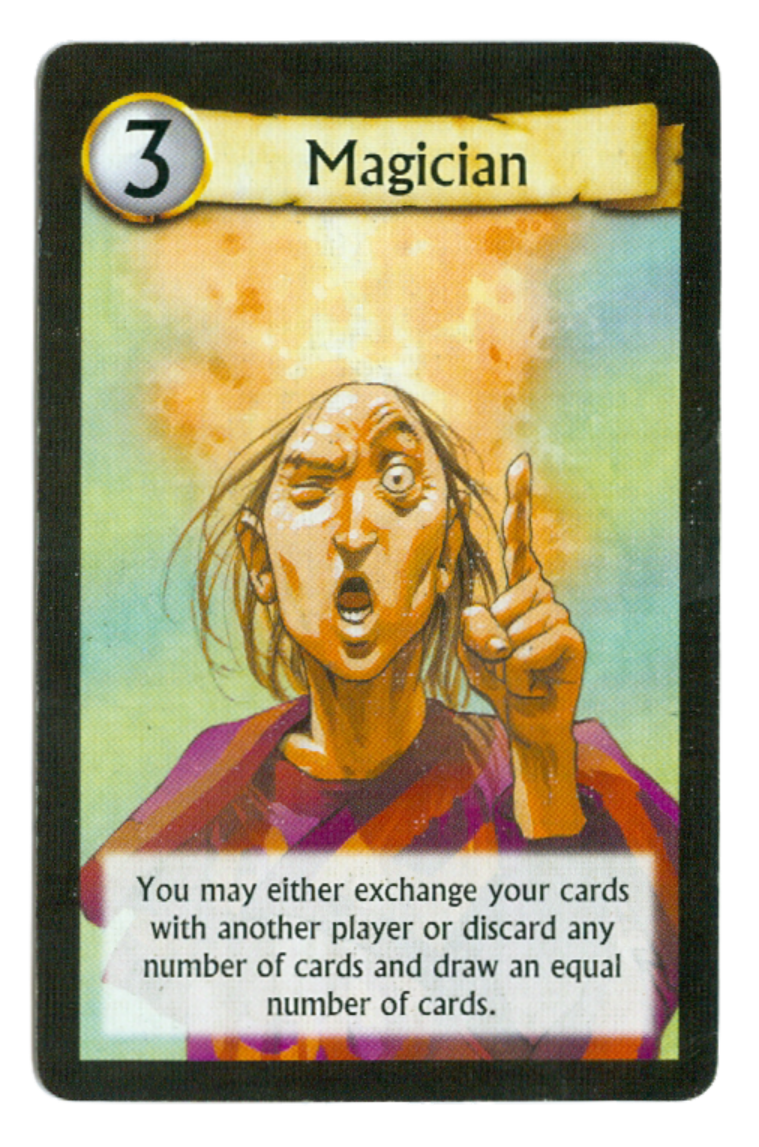 3
Magician
You may either exchange your cards
with another player or discard any
number of cards and draw an equal
number of cards.